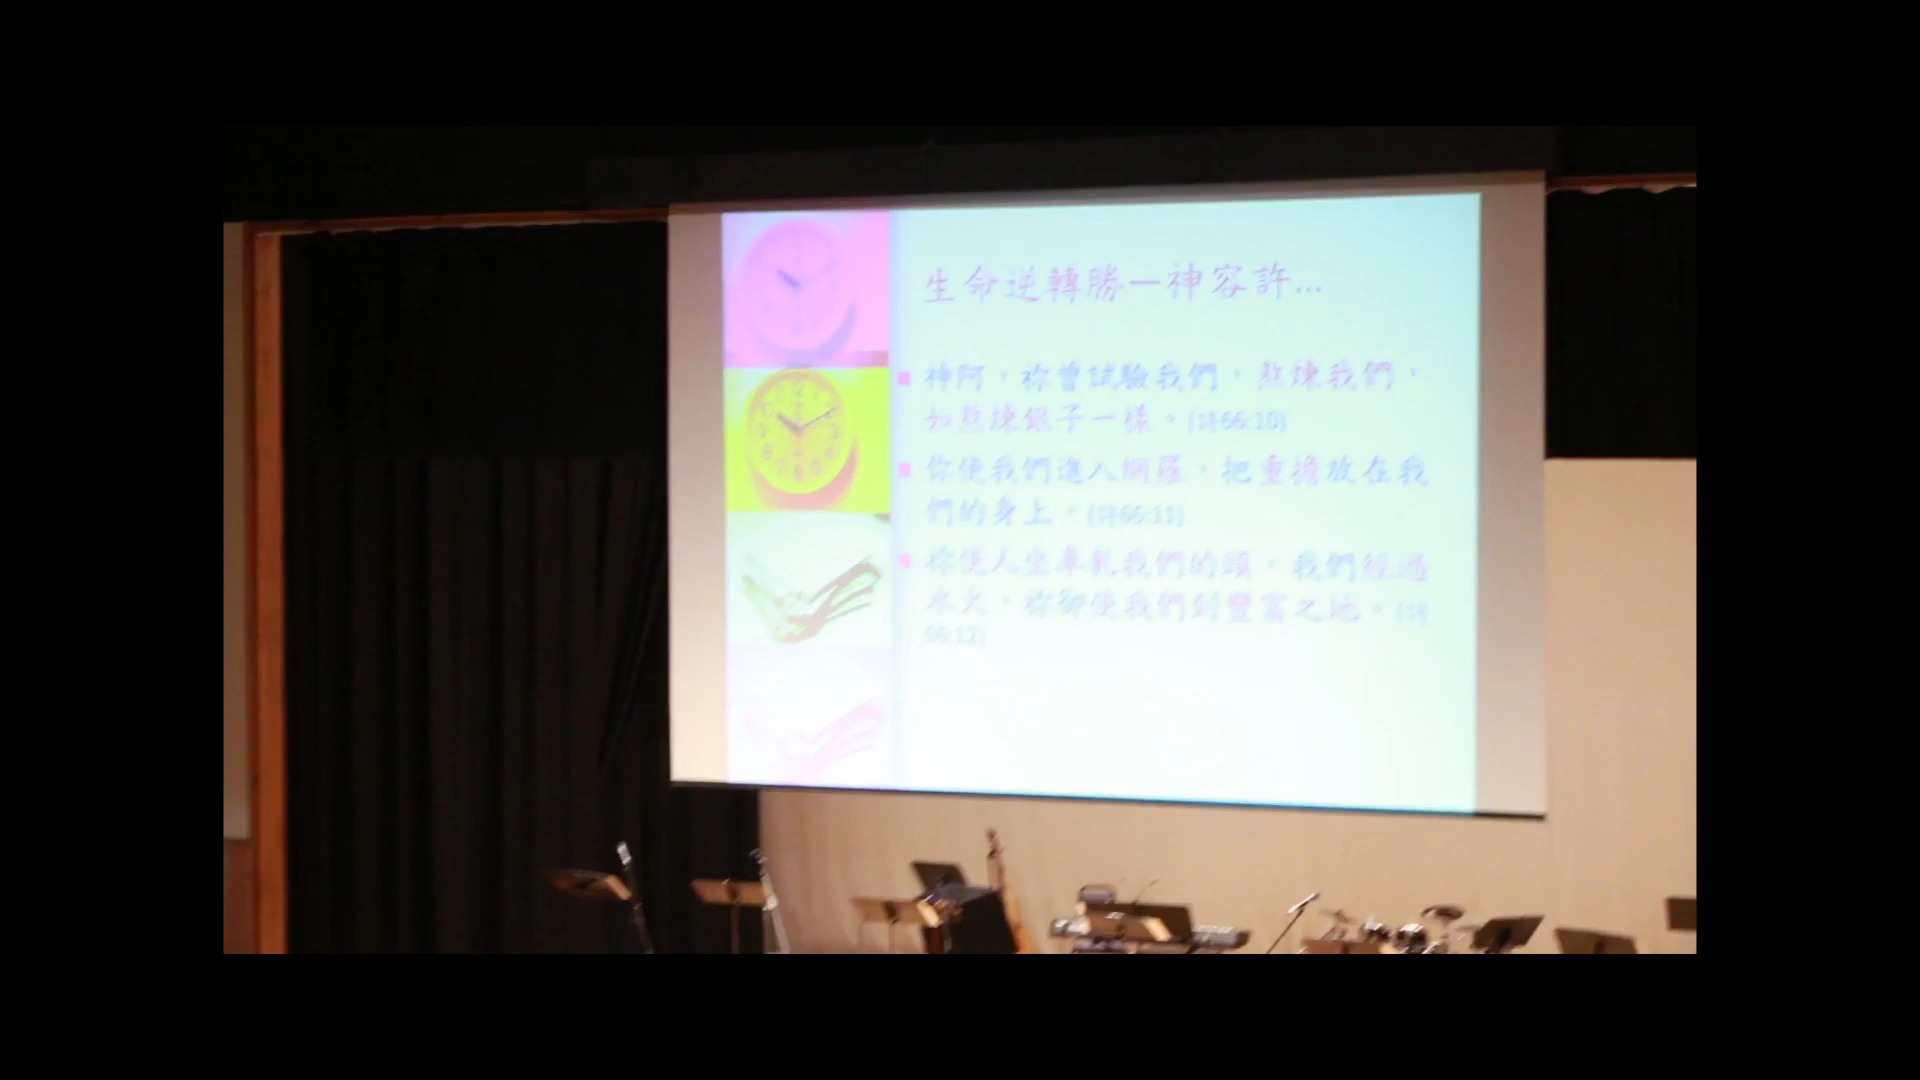 生命逆轉勝—神容許...
神阿，祢曾試驗我們，熬煉我們，
如熬煉銀子一樣。(詩66:10)
你使我們進入網羅，把重擔放在我
們的身上。(詩66:11)
祢使人坐車軋我們的頭，我們經過
水火，祢卻使我們到豐富之地。(詩
66:12)